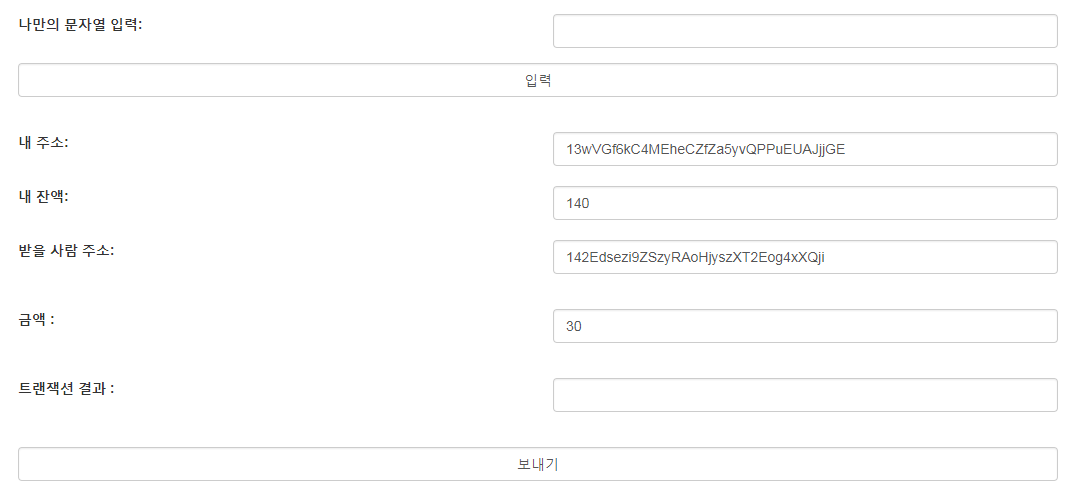 나만의 문자열 입력:
입력
내 주소:
13wVGf6kC4MEheCZfZa5yvQPPuEUAJjjGE
내 잔액:
140
받을 사람 주소:
142Edsezi9ZSzyRAoHjyszXT2Eog4xXQji
금액 :
30
트랜잭션 결과 :
보내기